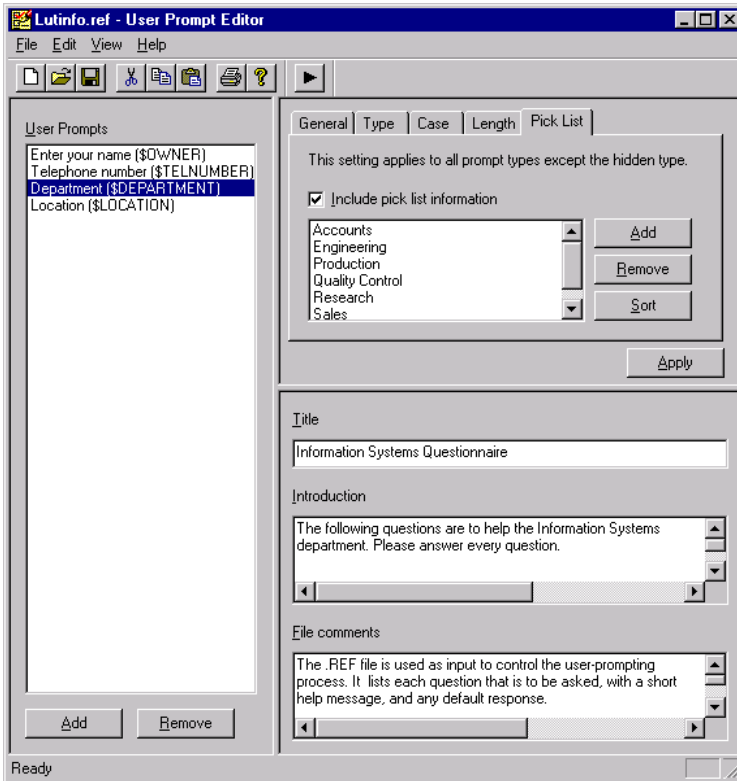 Lutinfo.ref - User Prompt Editor
File Edit View Help
User Prompts
Enter your name ($OWNER)
Telephone number ($TELNUMBER)
Department ($DEPARTMENT)
Location ($LOCATION)
Add Remove
General Type Case Length Pick List
This setting applies to all prompt types except the hidden type.
Include pick list information
Accounts
Engineering
Production
Quality Control
Research
Sales
Add
Remove
Sort
Apply
Title
Information Systems Questionnaire
Introduction
The following questions are to help the Information Systems
department. Please answer every question.
File comments
The .REF file is used as input to control the user-prompting
process. It lists each question that is to be asked, with a short
help message, and any default response.
Ready